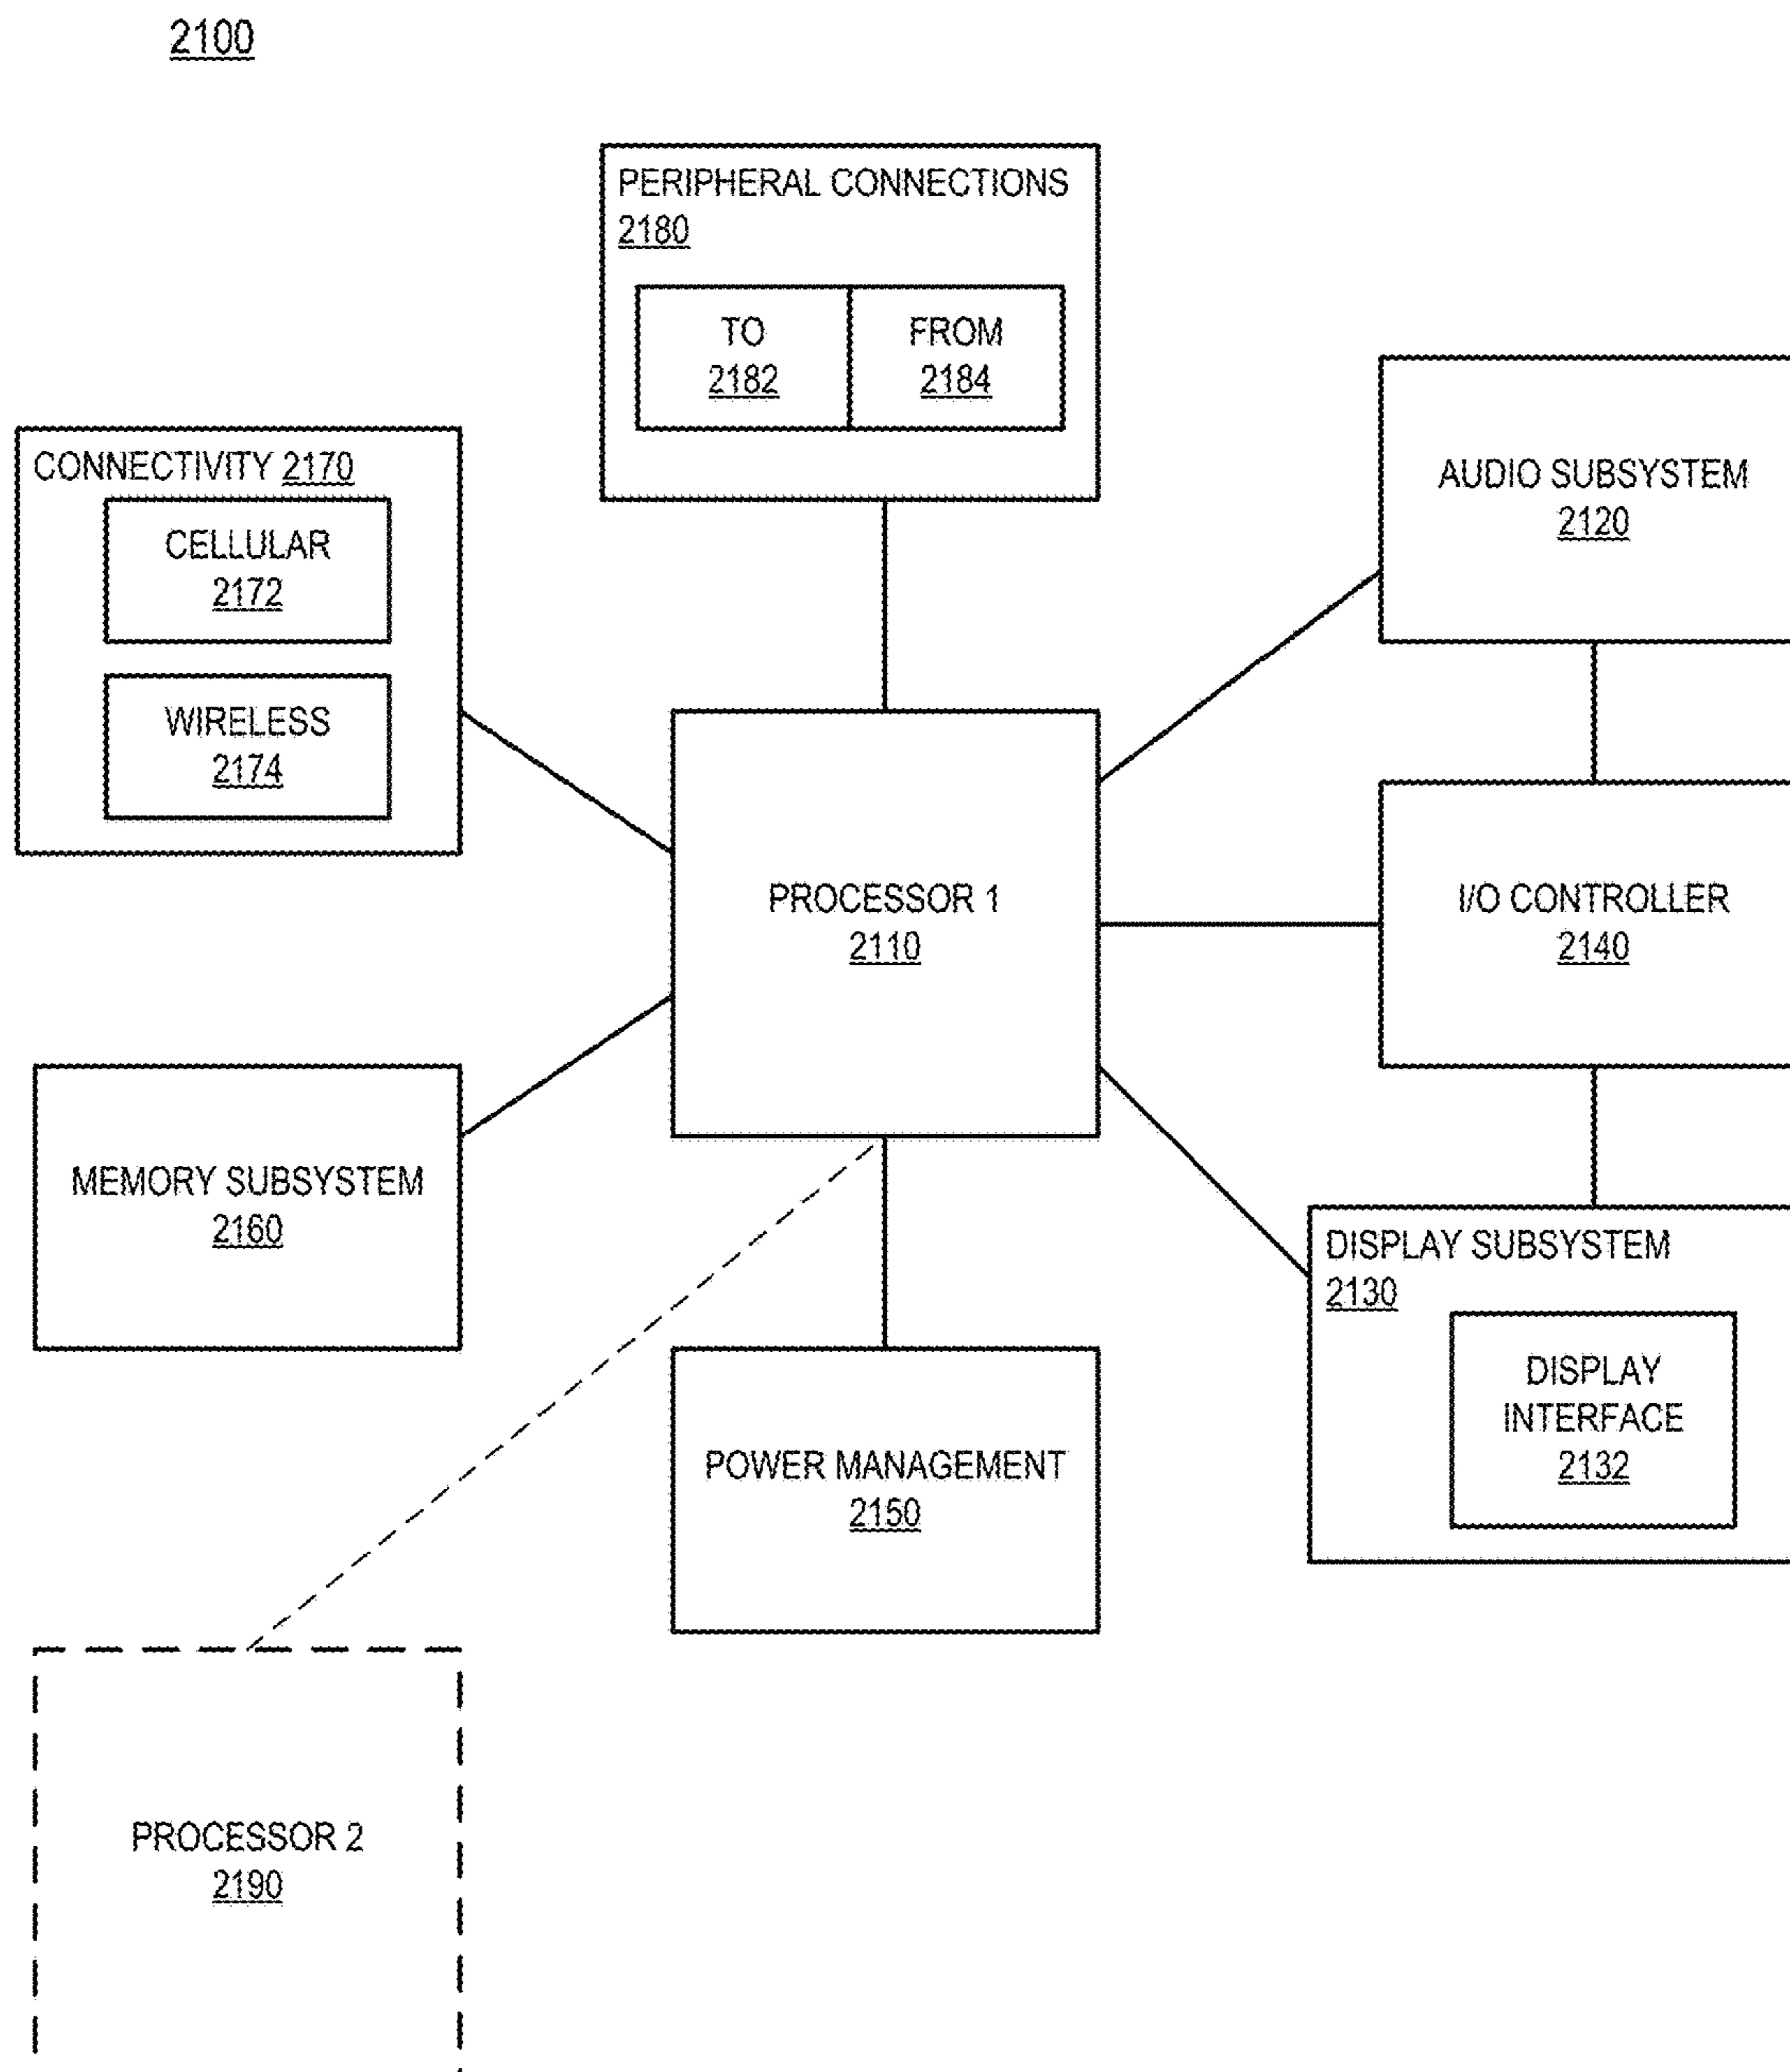 2100
PERIPHERAL CONNECTIONS
2180
TO
2182
FROM
2184
AUDIO SUBSYSTEM
2120
CONNECTIVITY 2170
CELLULAR
2172
WIRELESS
2174
PROCESSOR 1
2110
I/O CONTROLLER
2140
MEMORY SUBSYSTEM
2160
DISPLAY SUBSYSTEM
2130
DISPLAY
INTERFACE
2132
POWER MANAGEMENT
2150
PROCESSOR 2
2190